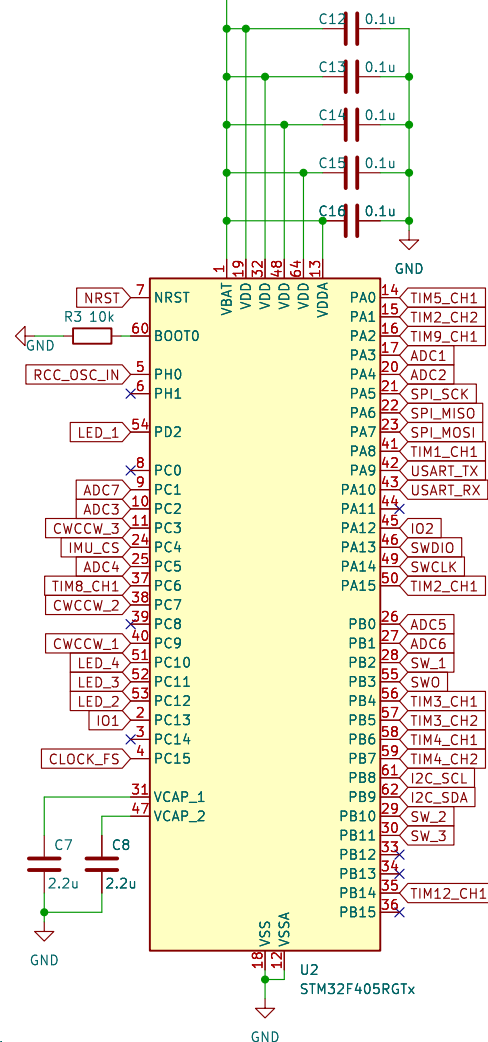 C12 0.1u
C13 0.1u
C14 0.1u
C15 0.1u
C16 0.1u
GND
1 19 32 48 64 13
VBAT VDD VDD VDD VDD VDDA
NRST 7 NRST
R3 10k
GND 60 BOOT0
RCC_OSC_IN 5 PH0
6 PH1
LED_1 54 PD2
8 PC0
ADC7 9 PC1
ADC3 10 PC2
CWCCW_3 11 PC3
IMU_CS 24 PC4
ADC4 25 PC5
TIM8_CH1 37 PC6
CWCCW_2 38 PC7
39 PC8
CWCCW_1 40 PC9
LED_4 51 PC10
LED_3 52 PC11
LED_2 53 PC12
IO1 2 PC13
3 PC14
CLOCK_FS 4 PC15
31 VCAP_1
47 VCAP_2
C7 2.2u
C8 2.2u
GND
PA0 14 TIM5_CH1
PA1 15 TIM2_CH2
PA2 16 TIM9_CH1
PA3 17 ADC1
PA4 20 ADC2
PA5 21 SPI_SCK
PA6 22 SPI_MISO
PA7 23 SPI_MOSI
PA8 41 TIM1_CH1
PA9 42 USART_TX
PA10 43 USART_RX
PA11 44
PA12 45 IO2
PA13 46 SWDIO
PA14 49 SWCLK
PA15 50 TIM2_CH1
PB0 26 ADC5
PB1 27 ADC6
PB2 28 SW_1
PB3 55 SWO
PB4 56 TIM3_CH1
PB5 57 TIM3_CH2
PB6 58 TIM4_CH1
PB7 59 TIM4_CH2
PB8 61 I2C_SCL
PB9 62 I2C_SDA
PB10 29 SW_2
PB11 30 SW_3
PB12 33
PB13 34
PB14 35 TIM12_CH1
PB15 36
VSS VSSA
18 12
U2
STM32F405RGTx
GND